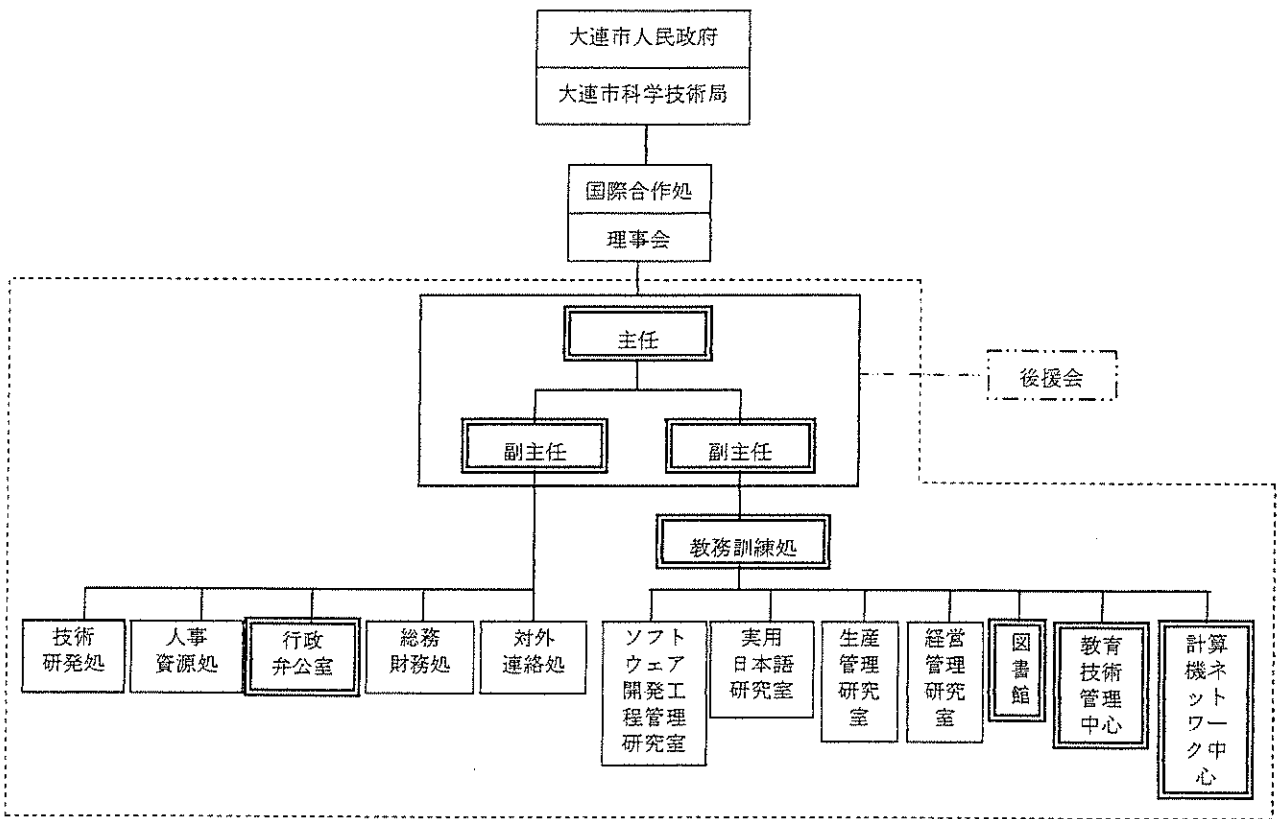 大連市人民政府
大連市科学技術局
国際合作処
理事会
主任
後援会
副主任
副主任
教務訓練処
技術
研発処
人事
資源処
行政
弁公室
総務
財務処
対外
連絡処
ソフト
ウェア
開発工
程管理
研究室
実用
日本語
研究室
生産
管理
研究
室
経営
管理
研究
室
図
書
館
教育
技術
管理
中心
計算
機ネ
ット
ワー
ク中
心